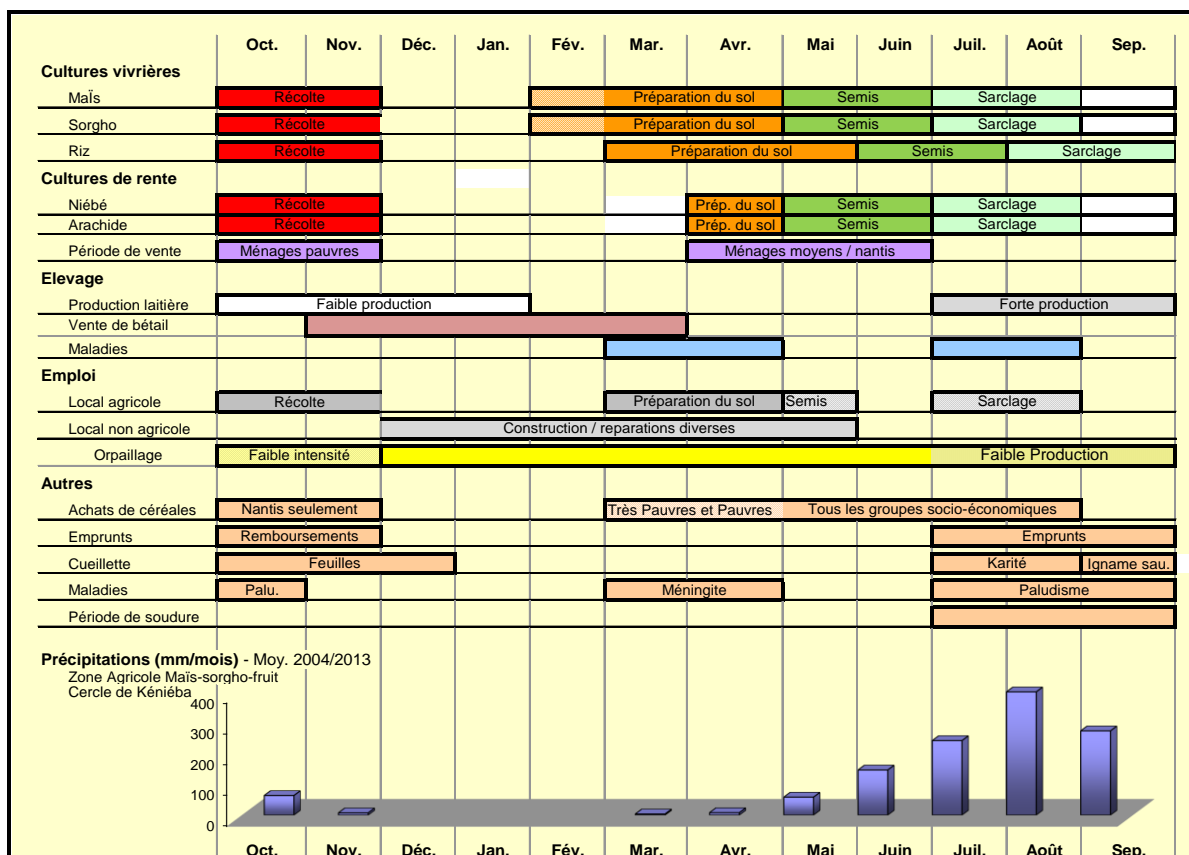 Oct. Nov. Déc. Jan. Fév. Mar. Avr. Mai Juin Juil. Août Sep.
Cultures vivrières
MaÏs Récolte Préparation du sol Semis Sarclage
Sorgho Récolte Préparation du sol Semis Sarclage
Riz Récolte Préparation du sol Semis Sarclage
Cultures de rente
Niébé Récolte Prép. du sol Semis Sarclage
Arachide Récolte Prép. du sol Semis Sarclage
Période de vente Ménages pauvres Ménages moyens / nantis
Elevage
Production laitière Faible production Forte production
Vente de bétail
Maladies
Emploi
Local agricole Récolte Préparation du sol Semis Sarclage
Local non agricole Construction / reparations diverses
Orpaillage Faible intensité Faible Production
Autres
Achats de céréales Nantis seulement Très Pauvres et Pauvres Tous les groupes socio-économiques
Emprunts Remboursements Emprunts
Cueillette Feuilles Karité Igname sau.
Maladies Palu. Méningite Paludisme
Période de soudure
Précipitations (mm/mois) - Moy. 2004/2013
Zone Agricole Maïs-sorgho-fruit
Cercle de Kéniéba
400
300
200
100
0
Oct. Nov. Déc. Jan. Fév. Mar. Avr. Mai Juin Juil. Août Sep.